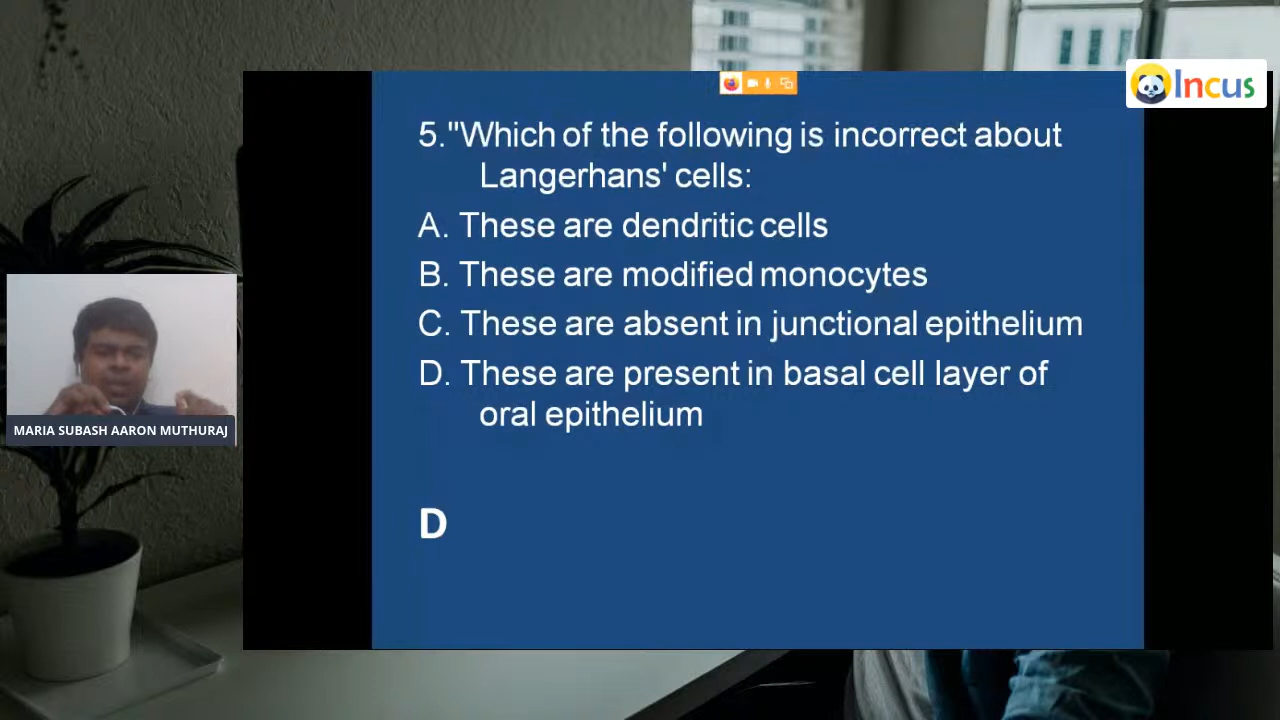 Incus
5."Which of the following is incorrect about
Langerhans' cells:
A. These are dendritic cells
B. These are modified monocytes
C. These are absent in junctional epithelium
D. These are present in basal cell layer of
oral epithelium
MARIA SUBASH AARON MUTHURAJ
D